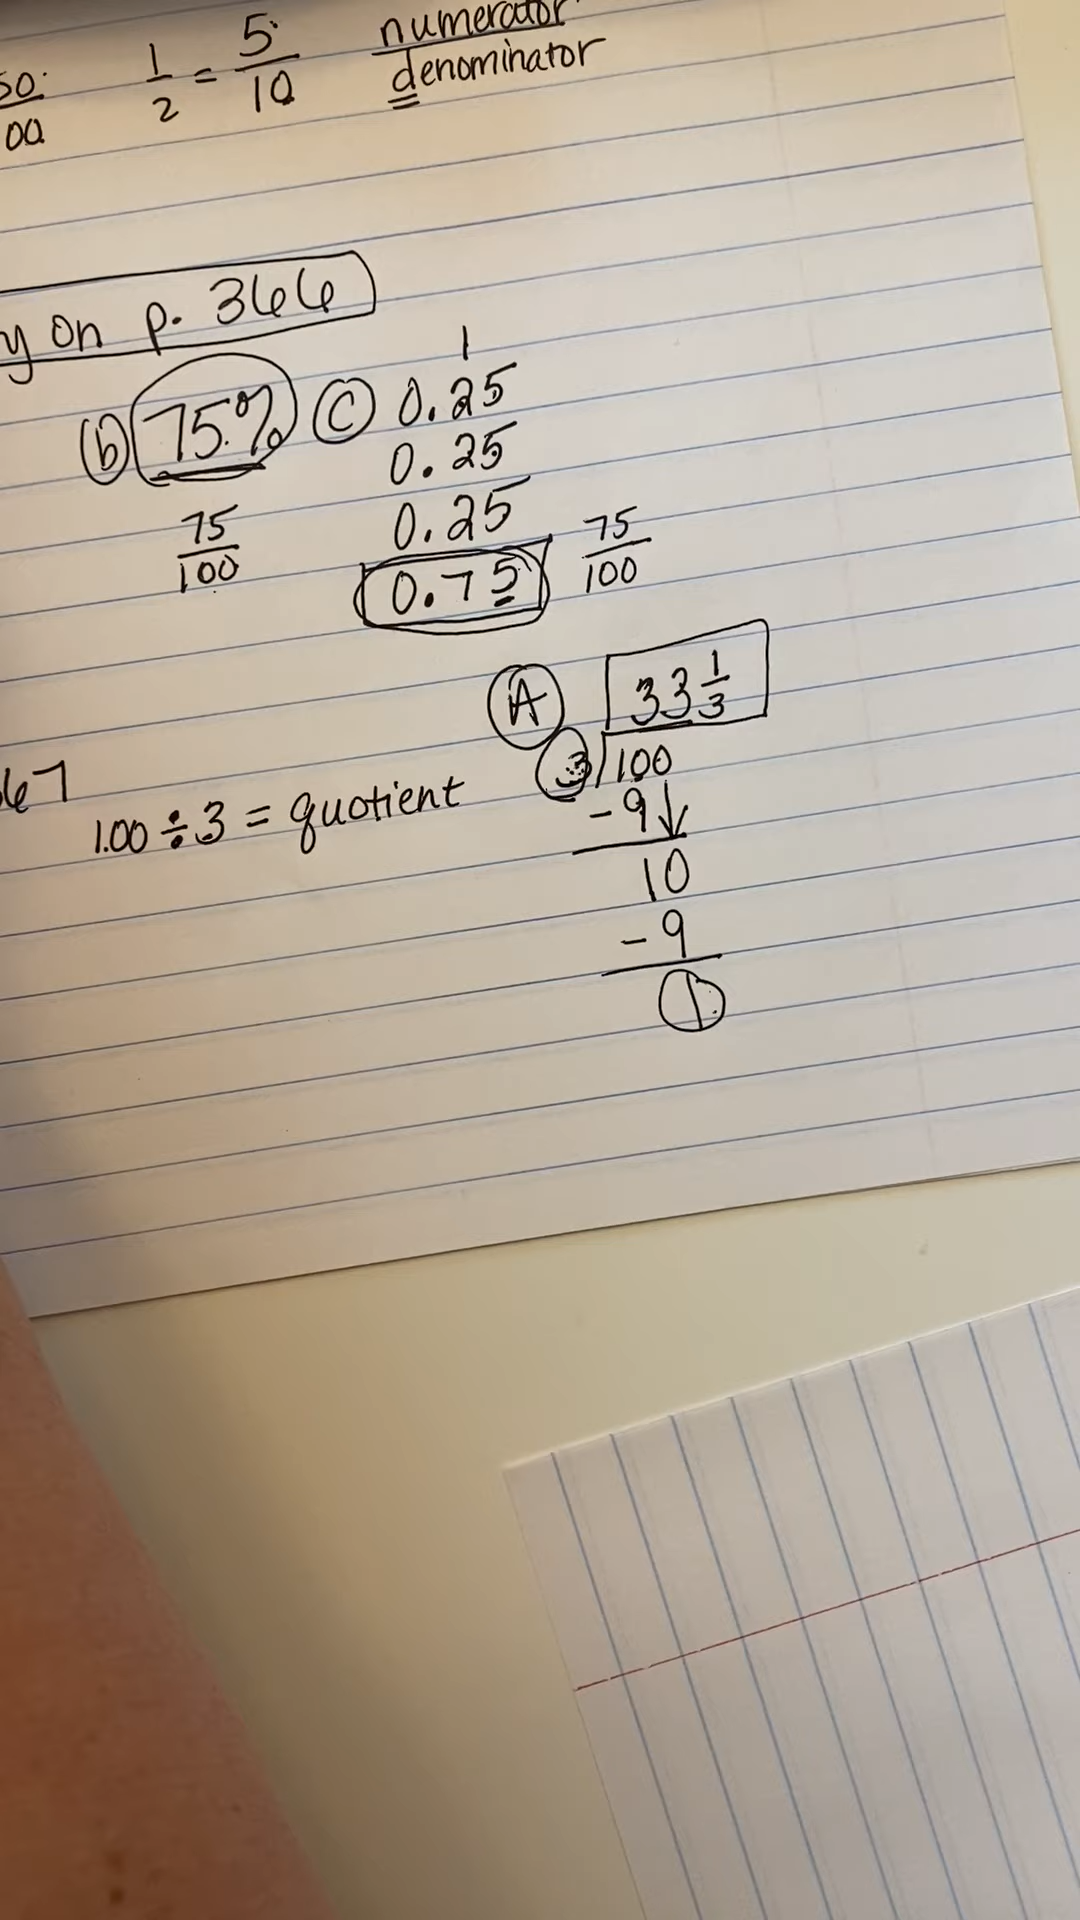 50 1/2 = 5/10 numerator
00 denominator
y on p. 366
1
(b) 75% (C) 0.25
0.25
75/100 0.25 75/100
0.75
(A) 33 1/3
67 3)100
1.00 ÷ 3 = quotient - 9↓
10
- 9
1